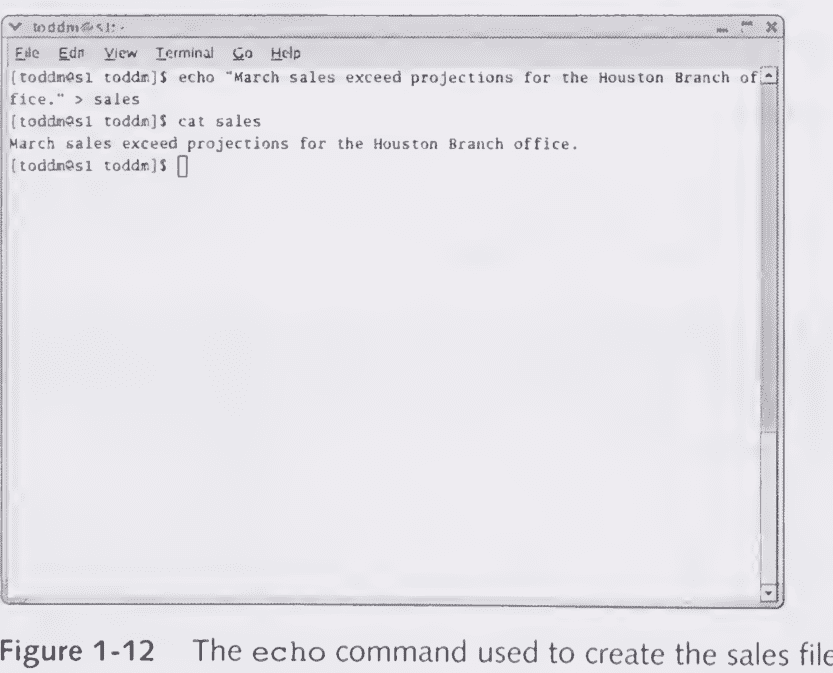 toddm@s1:~
File Edit View Terminal Go Help
[toddm@s1 toddm]$ echo "March sales exceed projections for the Houston Branch of
fice." > sales
[toddm@s1 toddm]$ cat sales
March sales exceed projections for the Houston Branch office.
[toddm@s1 toddm]$
Figure 1-12 The echo command used to create the sales file